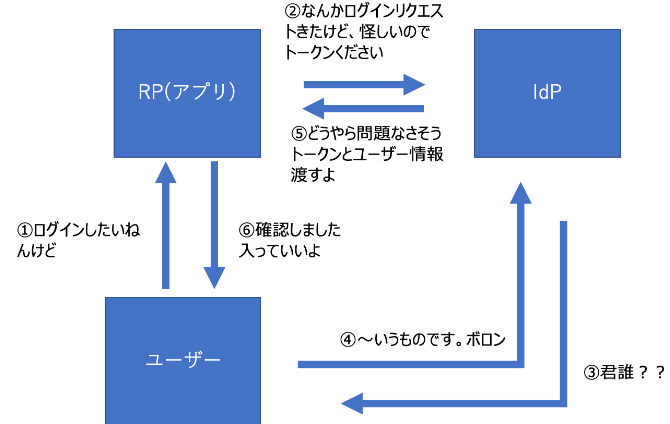 ②なんかログインリクエス
トきたけど、怪しいので
トークンください
RP(アプリ)
IdP
⑤どうやら問題なさそう
トークンとユーザー情報
渡すよ
①ログインしたいね
んけど
⑥確認しました
入っていいよ
④～いうものです。ボロン
ユーザー
③君誰？？